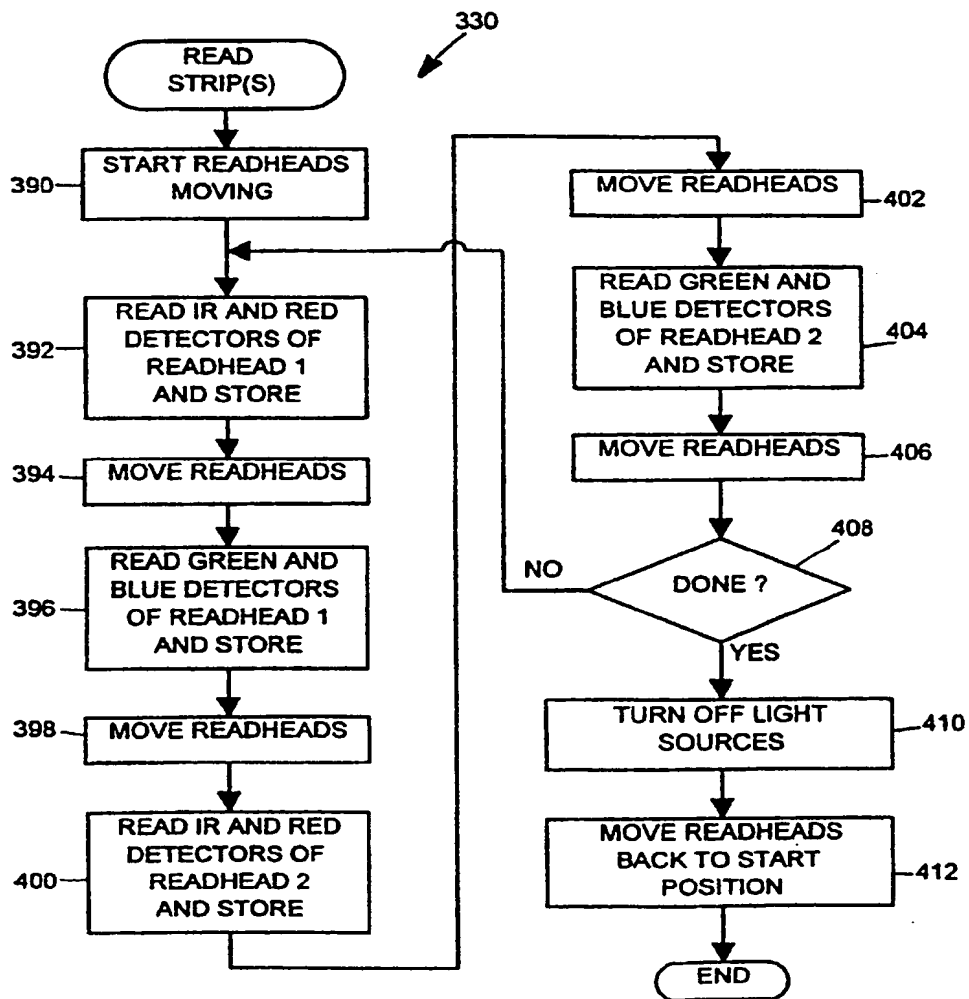 330
READ
STRIP(S)
390
START READHEADS
MOVING
392
READ IR AND RED
DETECTORS OF
READHEAD 1
AND STORE
394
MOVE READHEADS
396
READ GREEN AND
BLUE DETECTORS
OF READHEAD 1
AND STORE
398
MOVE READHEADS
400
READ IR AND RED
DETECTORS OF
READHEAD 2
AND STORE
MOVE READHEADS
402
READ GREEN AND
BLUE DETECTORS
OF READHEAD 2
AND STORE
404
MOVE READHEADS
406
408
DONE ?
NO
YES
TURN OFF LIGHT
SOURCES
410
MOVE READHEADS
BACK TO START
POSITION
412
END